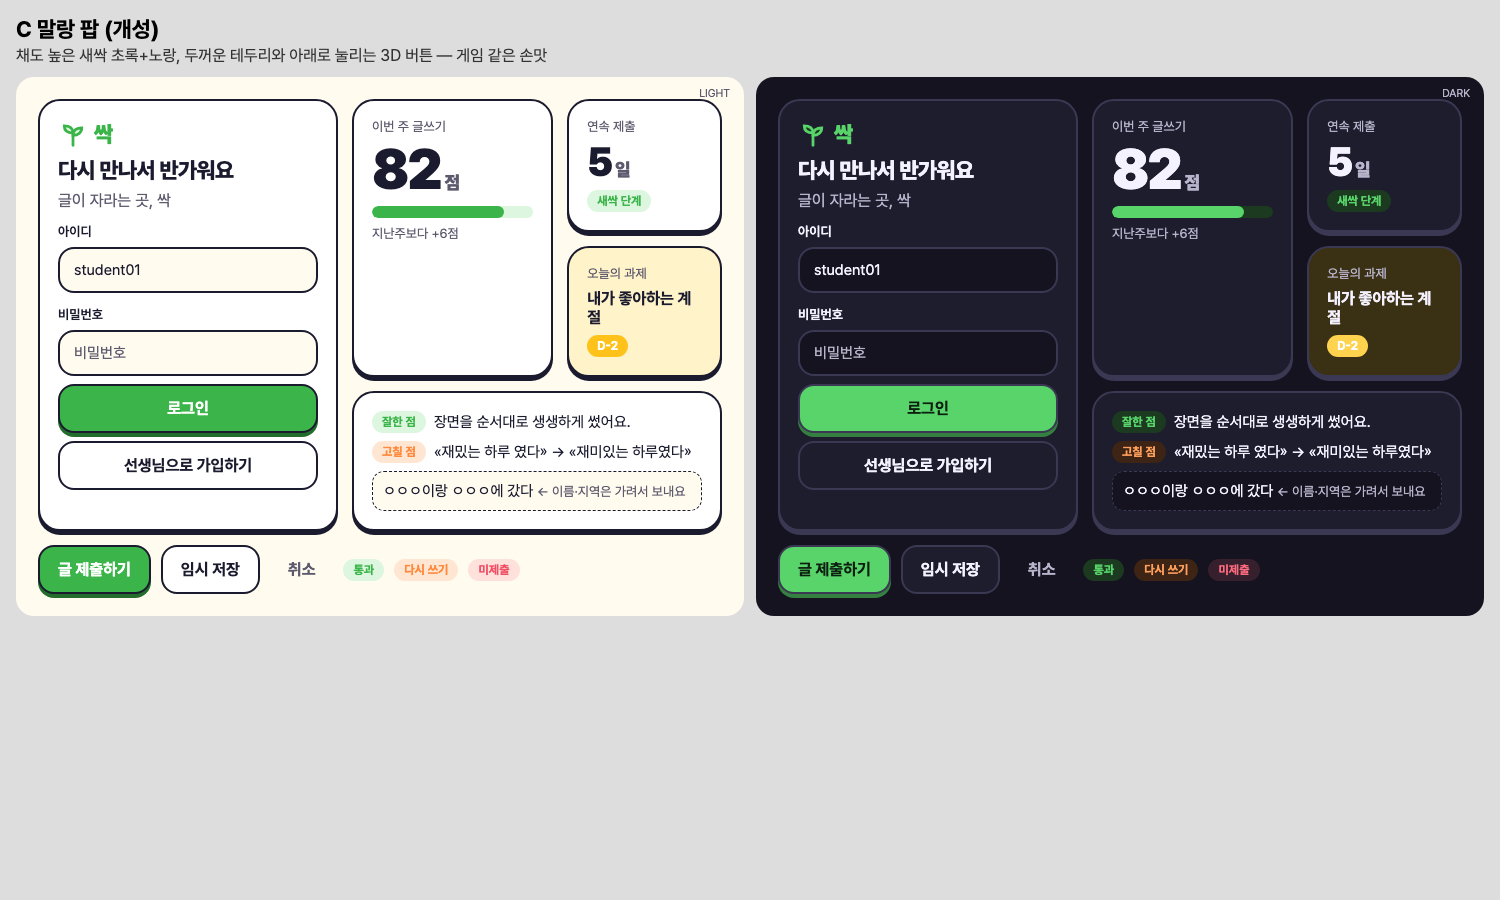 C 말랑 팝 (개성)
채도 높은 새싹 초록+노랑, 두꺼운 테두리와 아래로 눌리는 3D 버튼 — 게임 같은 손맛
LIGHT
싹
다시 만나서 반가워요
글이 자라는 곳, 싹
아이디
student01
비밀번호
비밀번호
로그인
선생님으로 가입하기
이번 주 글쓰기
82점
지난주보다 +6점
연속 제출
5일
새싹 단계
오늘의 과제
내가 좋아하는 계
절
D-2
잘한 점 장면을 순서대로 생생하게 썼어요.
고칠 점 «재밌는 하루 였다» → «재미있는 하루였다»
ㅇㅇㅇ이랑 ㅇㅇㅇ에 갔다 ← 이름·지역은 가려서 보내요
글 제출하기 임시 저장 취소 통과 다시 쓰기 미제출
DARK
싹
다시 만나서 반가워요
글이 자라는 곳, 싹
아이디
student01
비밀번호
비밀번호
로그인
선생님으로 가입하기
이번 주 글쓰기
82점
지난주보다 +6점
연속 제출
5일
새싹 단계
오늘의 과제
내가 좋아하는 계
절
D-2
잘한 점 장면을 순서대로 생생하게 썼어요.
고칠 점 «재밌는 하루 였다» → «재미있는 하루였다»
ㅇㅇㅇ이랑 ㅇㅇㅇ에 갔다 ← 이름·지역은 가려서 보내요
글 제출하기 임시 저장 취소 통과 다시 쓰기 미제출